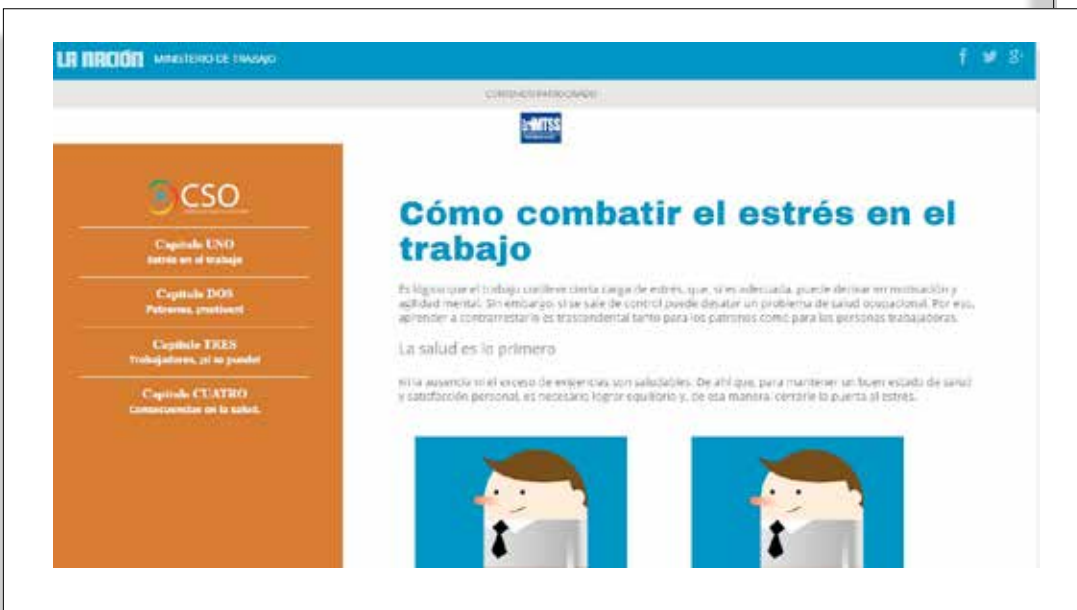 LA NACIÓN MINISTERIO DE TRABAJO
CONTENIDO PATROCINADO
MTSS
CSO
Capítulo UNO
Estrés en el trabajo
Capítulo DOS
Patronos, ¡motiven!
Capítulo TRES
Trabajadores, ¡sí se puede!
Capítulo CUATRO
Consecuencias en la salud.
Cómo combatir el estrés en el
trabajo
Es lógico que el trabajo conlleve cierta carga de estrés, que, si es adecuada, puede derivar en motivación y
agilidad mental. Sin embargo, si se sale de control puede desatar un problema de salud ocupacional. Por eso,
aprender a contrarrestarlo es trascendental tanto para los patronos como para las personas trabajadoras.
La salud es lo primero
Ni la ausencia ni el exceso de exigencias son saludables. De ahí que, para mantener un buen estado de salud
y satisfacción personal, es necesario lograr equilibrio y, de esa manera, cerrarle la puerta al estrés.